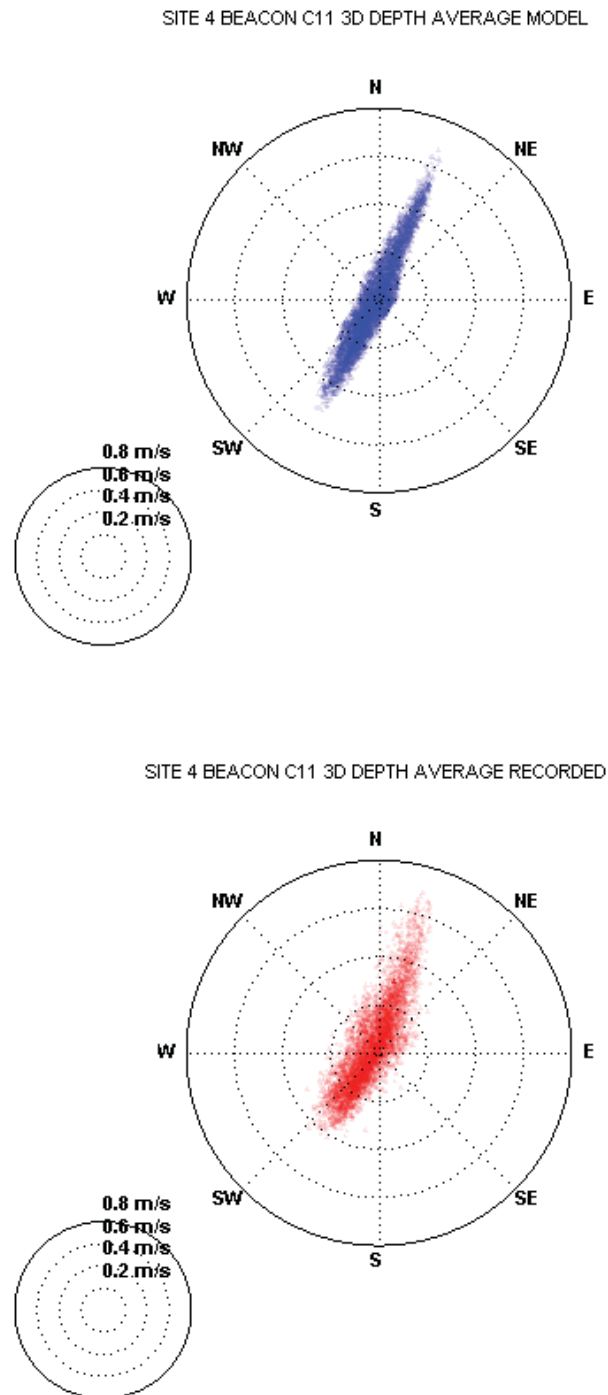 SITE 4 BEACON C11 3D DEPTH AVERAGE MODEL
N
NW
NE
W
E
SW
SE
S
0.8 m/s
0.6 m/s
0.4 m/s
0.2 m/s
SITE 4 BEACON C11 3D DEPTH AVERAGE RECORDED
N
NW
NE
W
E
SW
SE
S
0.8 m/s
0.6 m/s
0.4 m/s
0.2 m/s